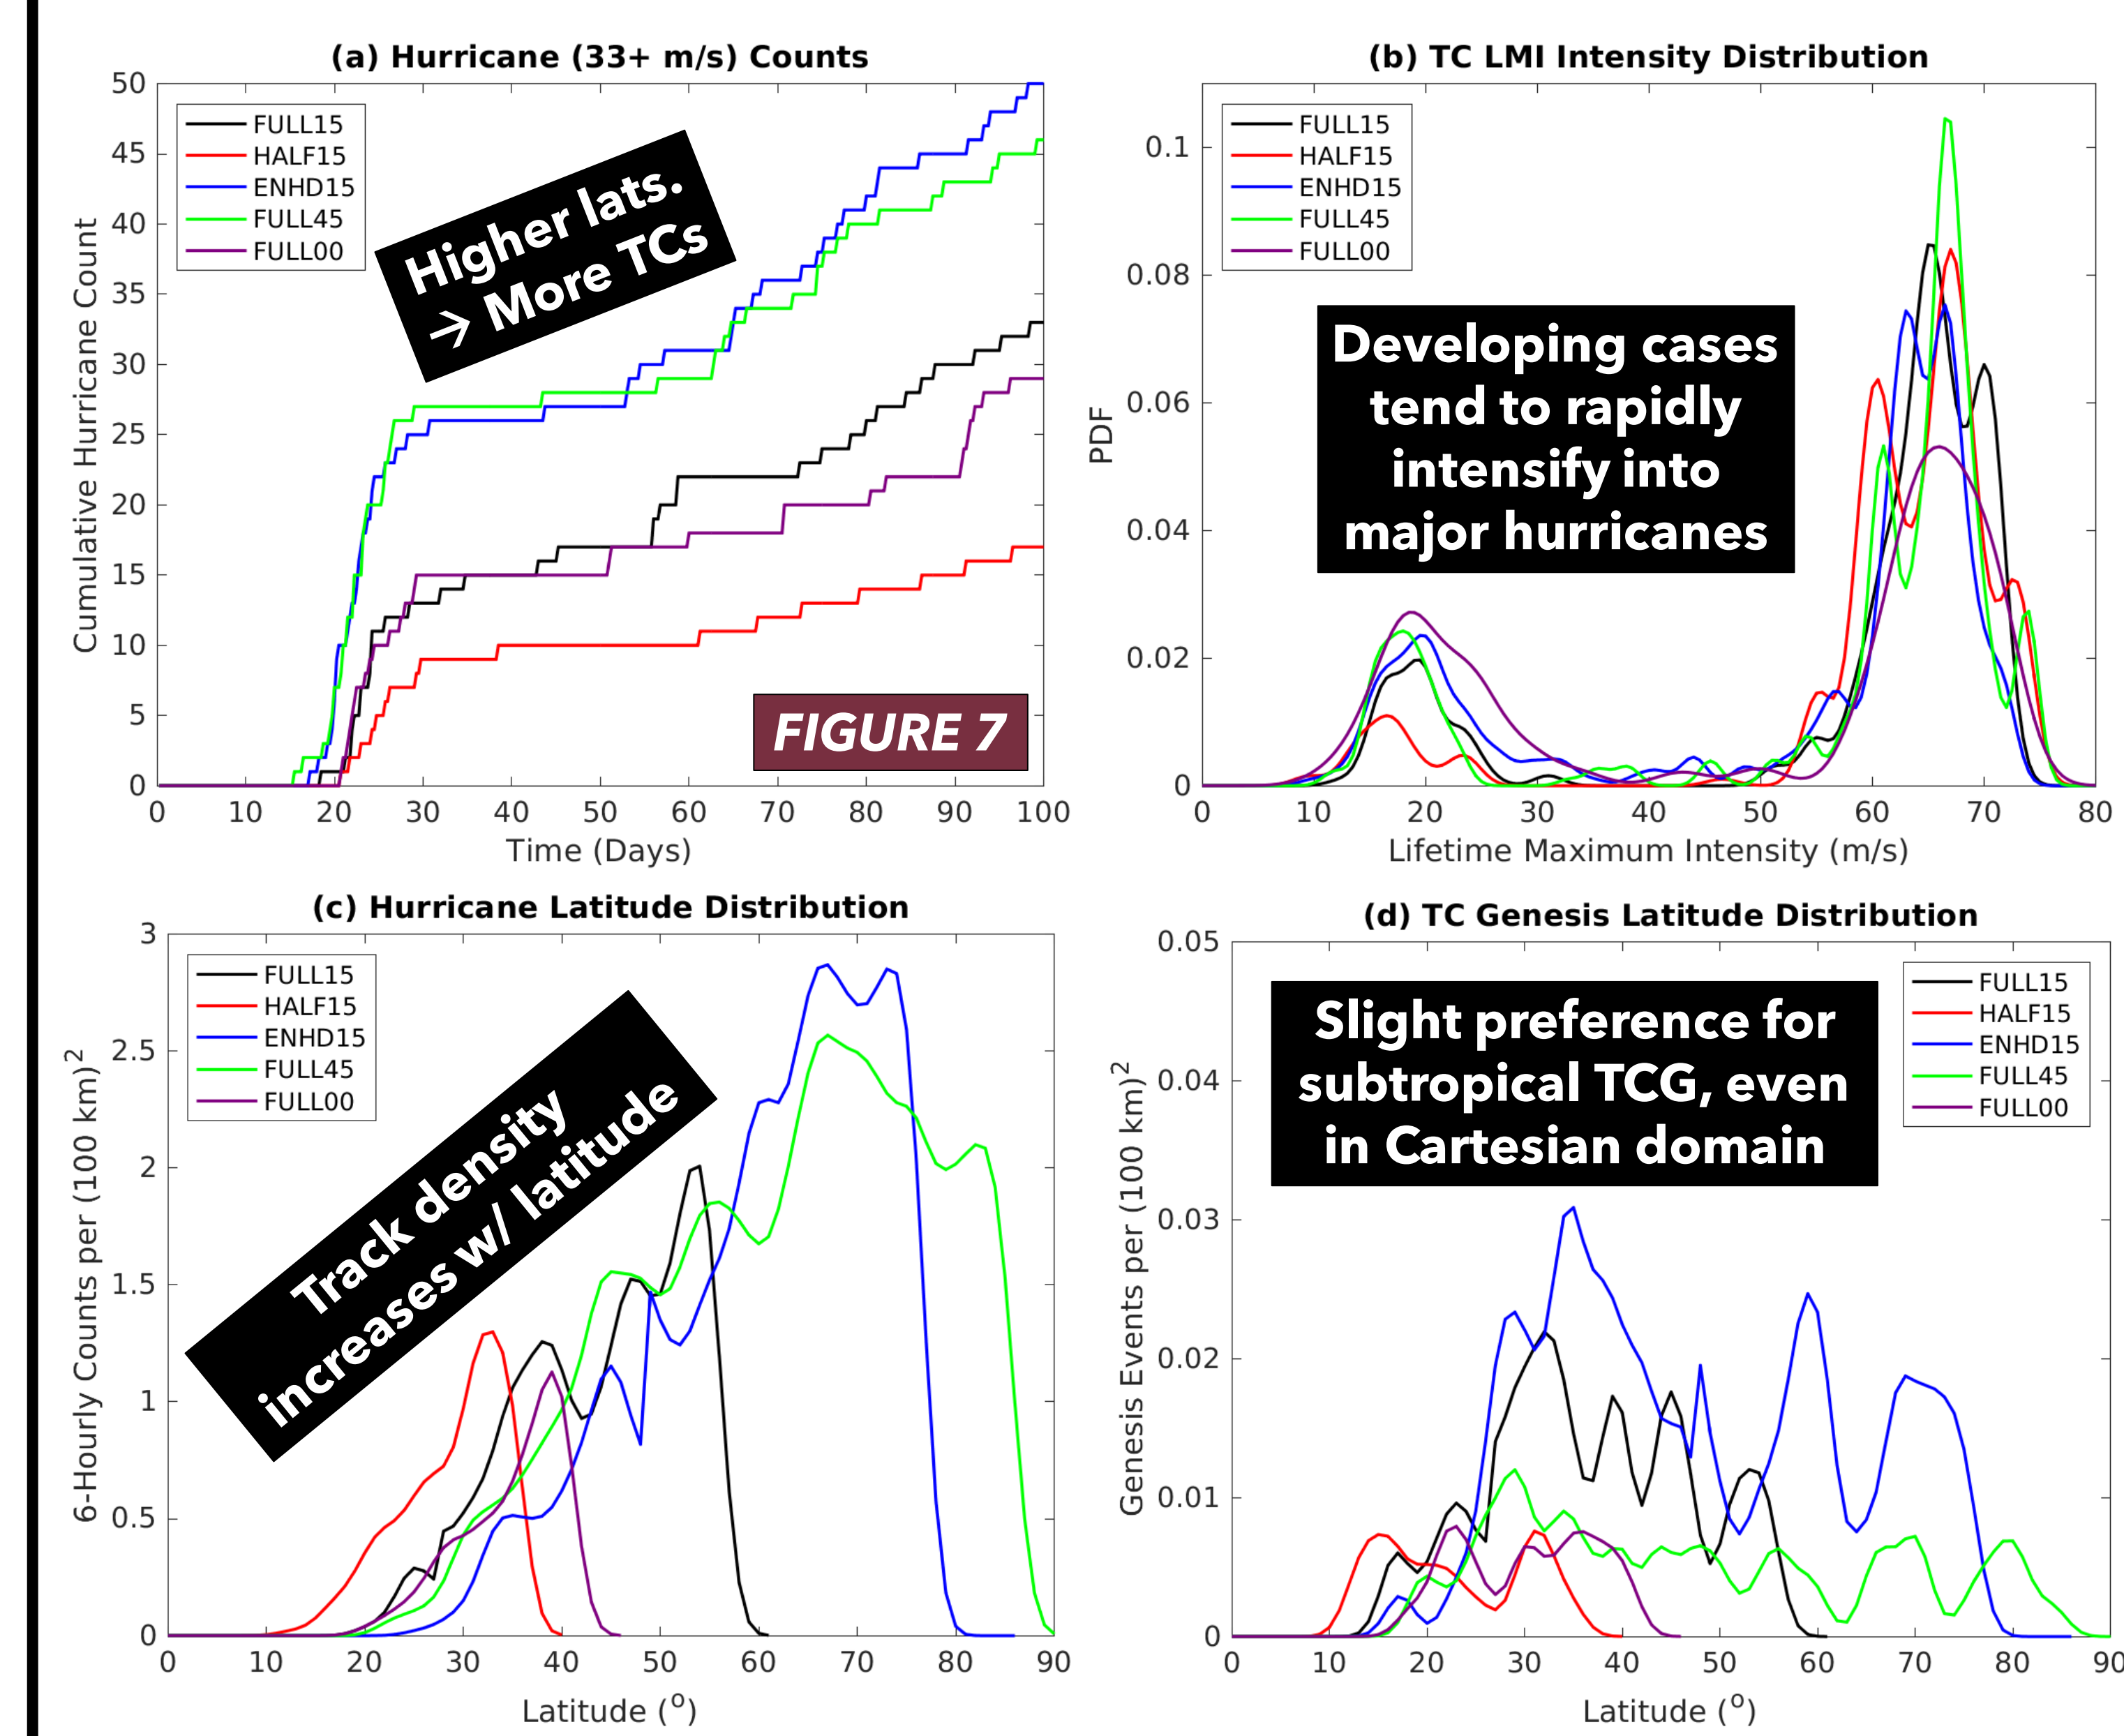 (a) Hurricane (33+ m/s) Counts
50
45
40
35
30
25
20
15
10
5
0
Cumulative Hurricane Count
FULL15
HALF15
ENHD15
FULL45
FULL00
Higher lats.
→ More TCs
FIGURE 7
0 10 20 30 40 50 60 70 80 90 100
Time (Days)
(b) TC LMI Intensity Distribution
0.1
0.08
0.06
0.04
0.02
0
PDF
FULL15
HALF15
ENHD15
FULL45
FULL00
Developing cases
tend to rapidly
intensify into
major hurricanes
0 10 20 30 40 50 60 70 80
Lifetime Maximum Intensity (m/s)
(c) Hurricane Latitude Distribution
3
2.5
2
1.5
1
0.5
0
6-Hourly Counts per (100 km)²
FULL15
HALF15
ENHD15
FULL45
FULL00
Track density
increases w/ latitude
0 10 20 30 40 50 60 70 80 90
Latitude (º)
(d) TC Genesis Latitude Distribution
0.05
0.04
0.03
0.02
0.01
0
Genesis Events per (100 km)²
Slight preference for
subtropical TCG, even
in Cartesian domain
FULL15
HALF15
ENHD15
FULL45
FULL00
0 10 20 30 40 50 60 70 80 90
Latitude (º)